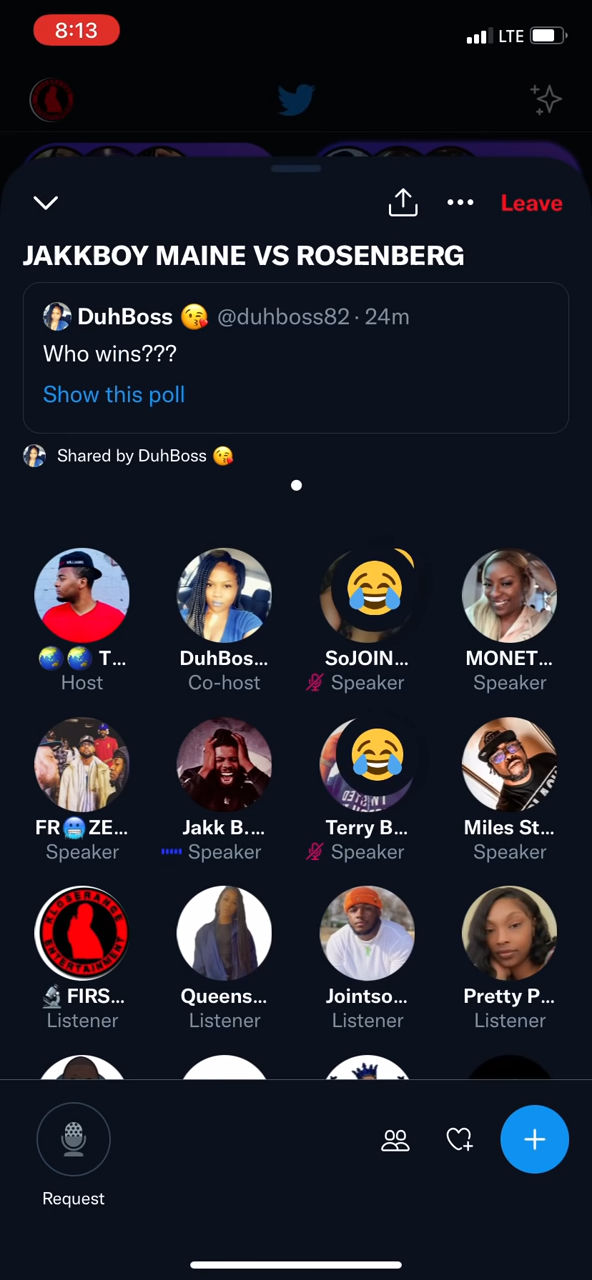 8:13
LTE
Leave
JAKKBOY MAINE VS ROSENBERG
DuhBoss 😘 @duhboss82 · 24m
Who wins???
Show this poll
Shared by DuhBoss 😘
🌏🌏 T... DuhBos... SoJOIN... MONET...
Host Co-host Speaker Speaker
FR🥶ZE... Jakk B.... Terry B... Miles St...
Speaker Speaker Speaker Speaker
KLOSERANGE
ENTERTAINMENT
🔬FIRS... Queens... Jointso... Pretty P...
Listener Listener Listener Listener
Request